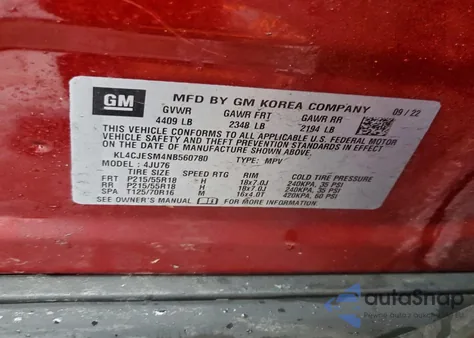 GM
MFD BY GM KOREA COMPANY 09/22
GVWR GAWR FRT GAWR RR
4409 LB 2348 LB 2194 LB
THIS VEHICLE CONFORMS TO ALL APPLICABLE U.S. FEDERAL MOTOR
VEHICLE SAFETY AND THEFT PREVENTION STANDARDS
IN EFFECT ON THE DATE OF MANUFACTURE SHOWN ABOVE.
KL4CJESM4NB560780 TYPE: MPV
MODEL: 4JU76
TIRE SIZE SPEED RTG RIM COLD TIRE PRESSURE
FRT P215/55R18 H 18x7.0J 240KPA, 35 PSI
RR P215/55R18 H 18x7.0J 240KPA, 35 PSI
SPA T125/70R16 M 16x4.0T 420KPA, 60 PSI
SEE OWNER'S MANUAL FOR MORE INFORMATION.
autoSnap